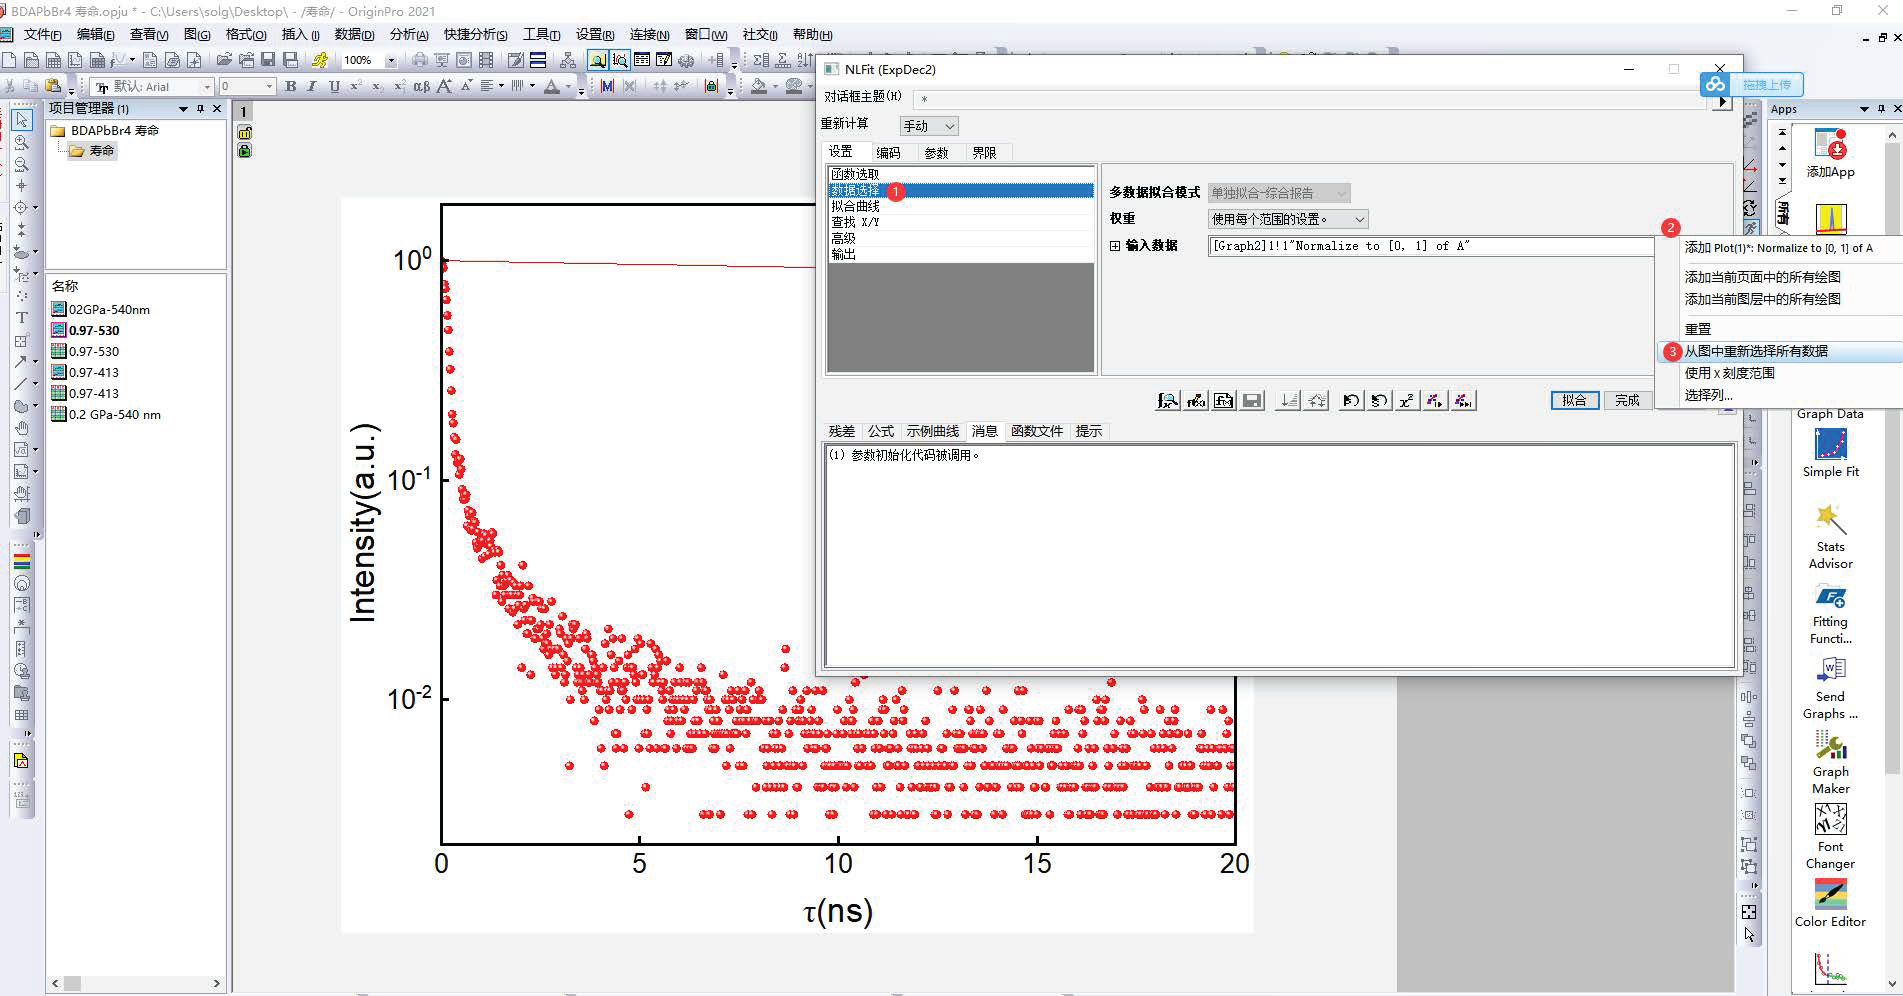 BDAPbBr4 寿命.opju * - C:\Users\solg\Desktop\ - /寿命/ - OriginPro 2021
文件(F) 编辑(E) 查看(V) 图(G) 格式(O) 插入(I) 数据(D) 分析(A) 快捷分析(S) 工具(T) 设置(R) 连接(N) 窗口(W) 社交(J) 帮助(H)
100%
默认: Arial 0 B I U αβ A A
项目管理器 (1)
BDAPbBr4 寿命
寿命
名称
02GPa-540nm
0.97-530
0.97-530
0.97-413
0.97-413
0.2 GPa-540 nm
1
Intensity(a.u.)
10⁰
10⁻¹
10⁻²
0 5 10 15 20
τ(ns)
NLFit (ExpDec2)
对话框主题(H) *
重新计算 手动
设置 编码 参数 界限
函数选取
数据选择 1
拟合曲线
查找 X/Y
高级
输出
多数据拟合模式 单独拟合-综合报告
权重 使用每个范围的设置。
输入数据 [Graph2]1!1"Normalize to [0, 1] of A"
2
添加 Plot(1)*: Normalize to [0, 1] of A
添加当前页面中的所有绘图
添加当前图层中的所有绘图
重置
3 从图中重新选择所有数据
使用 x 刻度范围
选择列...
拟合 完成
残差 公式 示例曲线 消息 函数文件 提示
(1) 参数初始化代码被调用。
拖拽上传
Apps
所有
添加App
Graph Data
Simple Fit
Stats
Advisor
Fitting
Functi...
Send
Graphs ...
Graph
Maker
Font
Changer
Color Editor